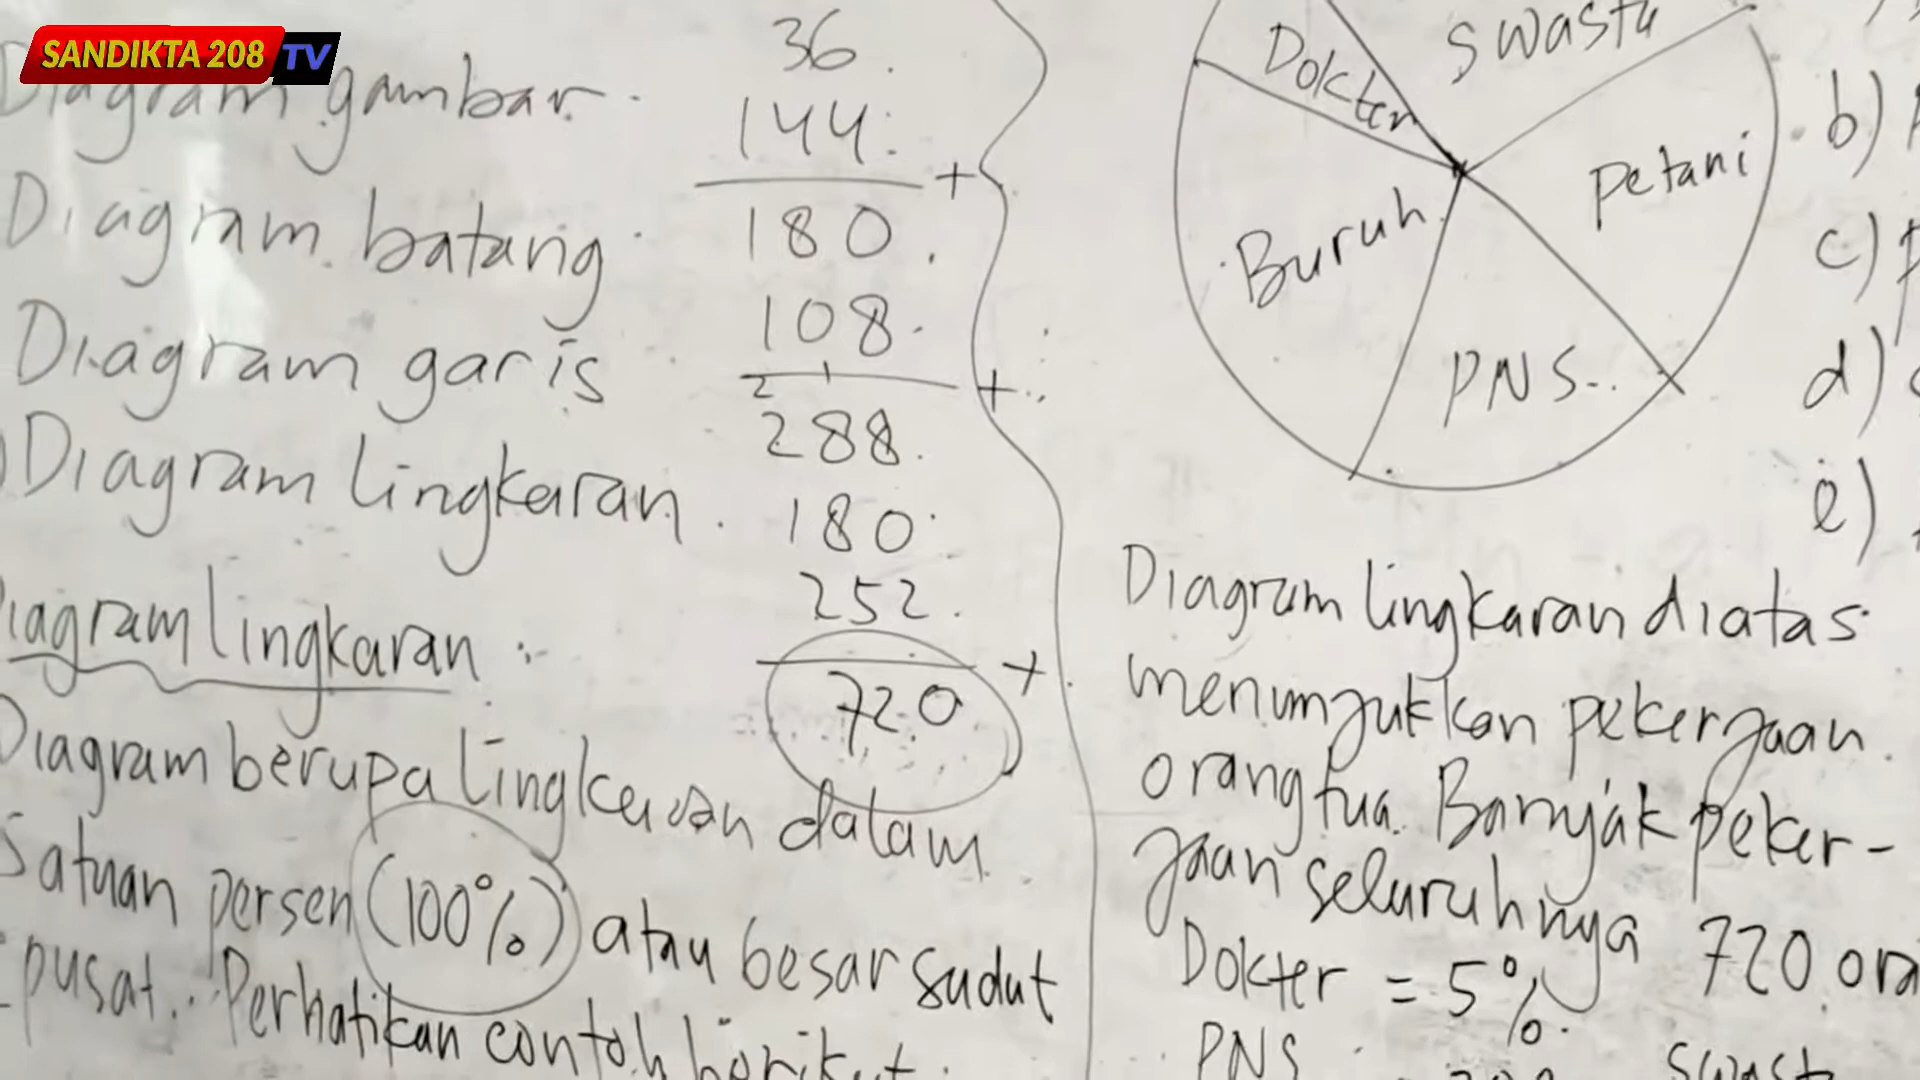 SANDIKTA 208 TV
Diagram gambar.
Diagram batang
Diagram garis
Diagram lingkaran.
Diagram lingkaran :
Diagram berupa lingkaran dalam
Satuan persen (100%) atau besar sudut
pusat. Perhatikan contoh berikut.
36
144
+
180
108
+
2 1
288
180
252
+
720
Swasta
Dokter
Petani
Buruh
PNS
b)
c)
d)
e)
Diagram lingkaran diatas
menunjukkan pekerjaan
orang tua. Banyak peker-
jaan seluruhnya 720 ora
Dokter = 5%
PNS